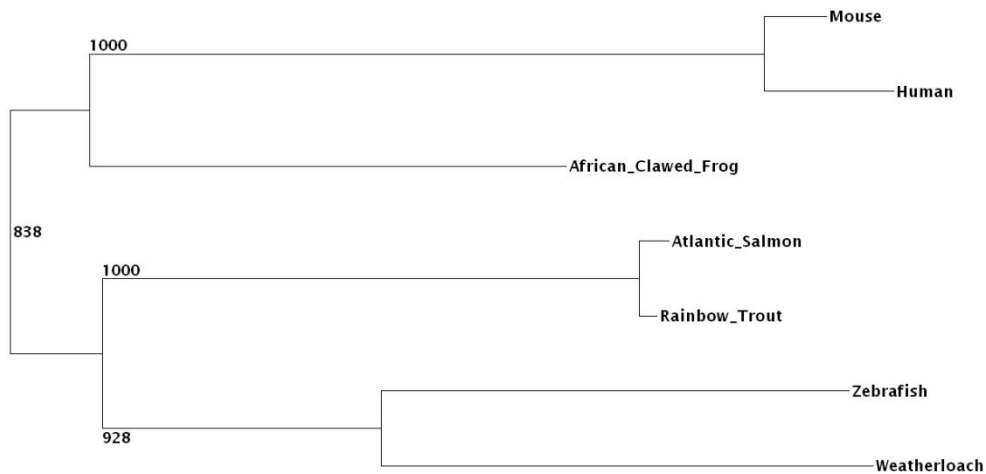 Mouse
1000
Human
African_Clawed_Frog
838
Atlantic_Salmon
1000
Rainbow_Trout
Zebrafish
928
Weatherloach